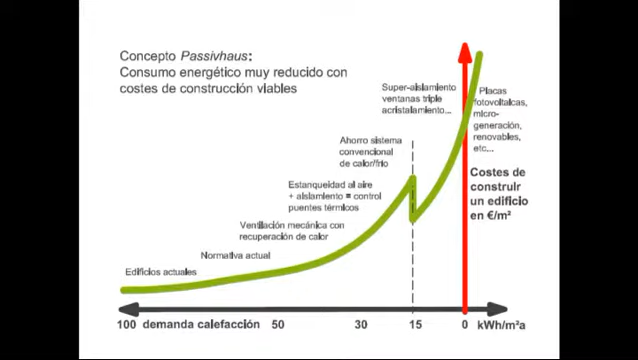 Concepto Passivhaus:
Consumo energético muy reducido con
costes de construcción viables
Super-aislamiento
ventanas triple
acristalamiento...
Placas
fotovoltaicas,
micro-
generación,
renovables,
etc...
Ahorro sistema
convencional
de calor/frío
Costes de
construir
un edificio
en €/m²
Estanqueidad al aire
+ aislamiento = control
puentes térmicos
Ventilación mecánica con
recuperación de calor
Normativa actual
Edificios actuales
100 demanda calefacción 50 30 15 0 kWh/m²a